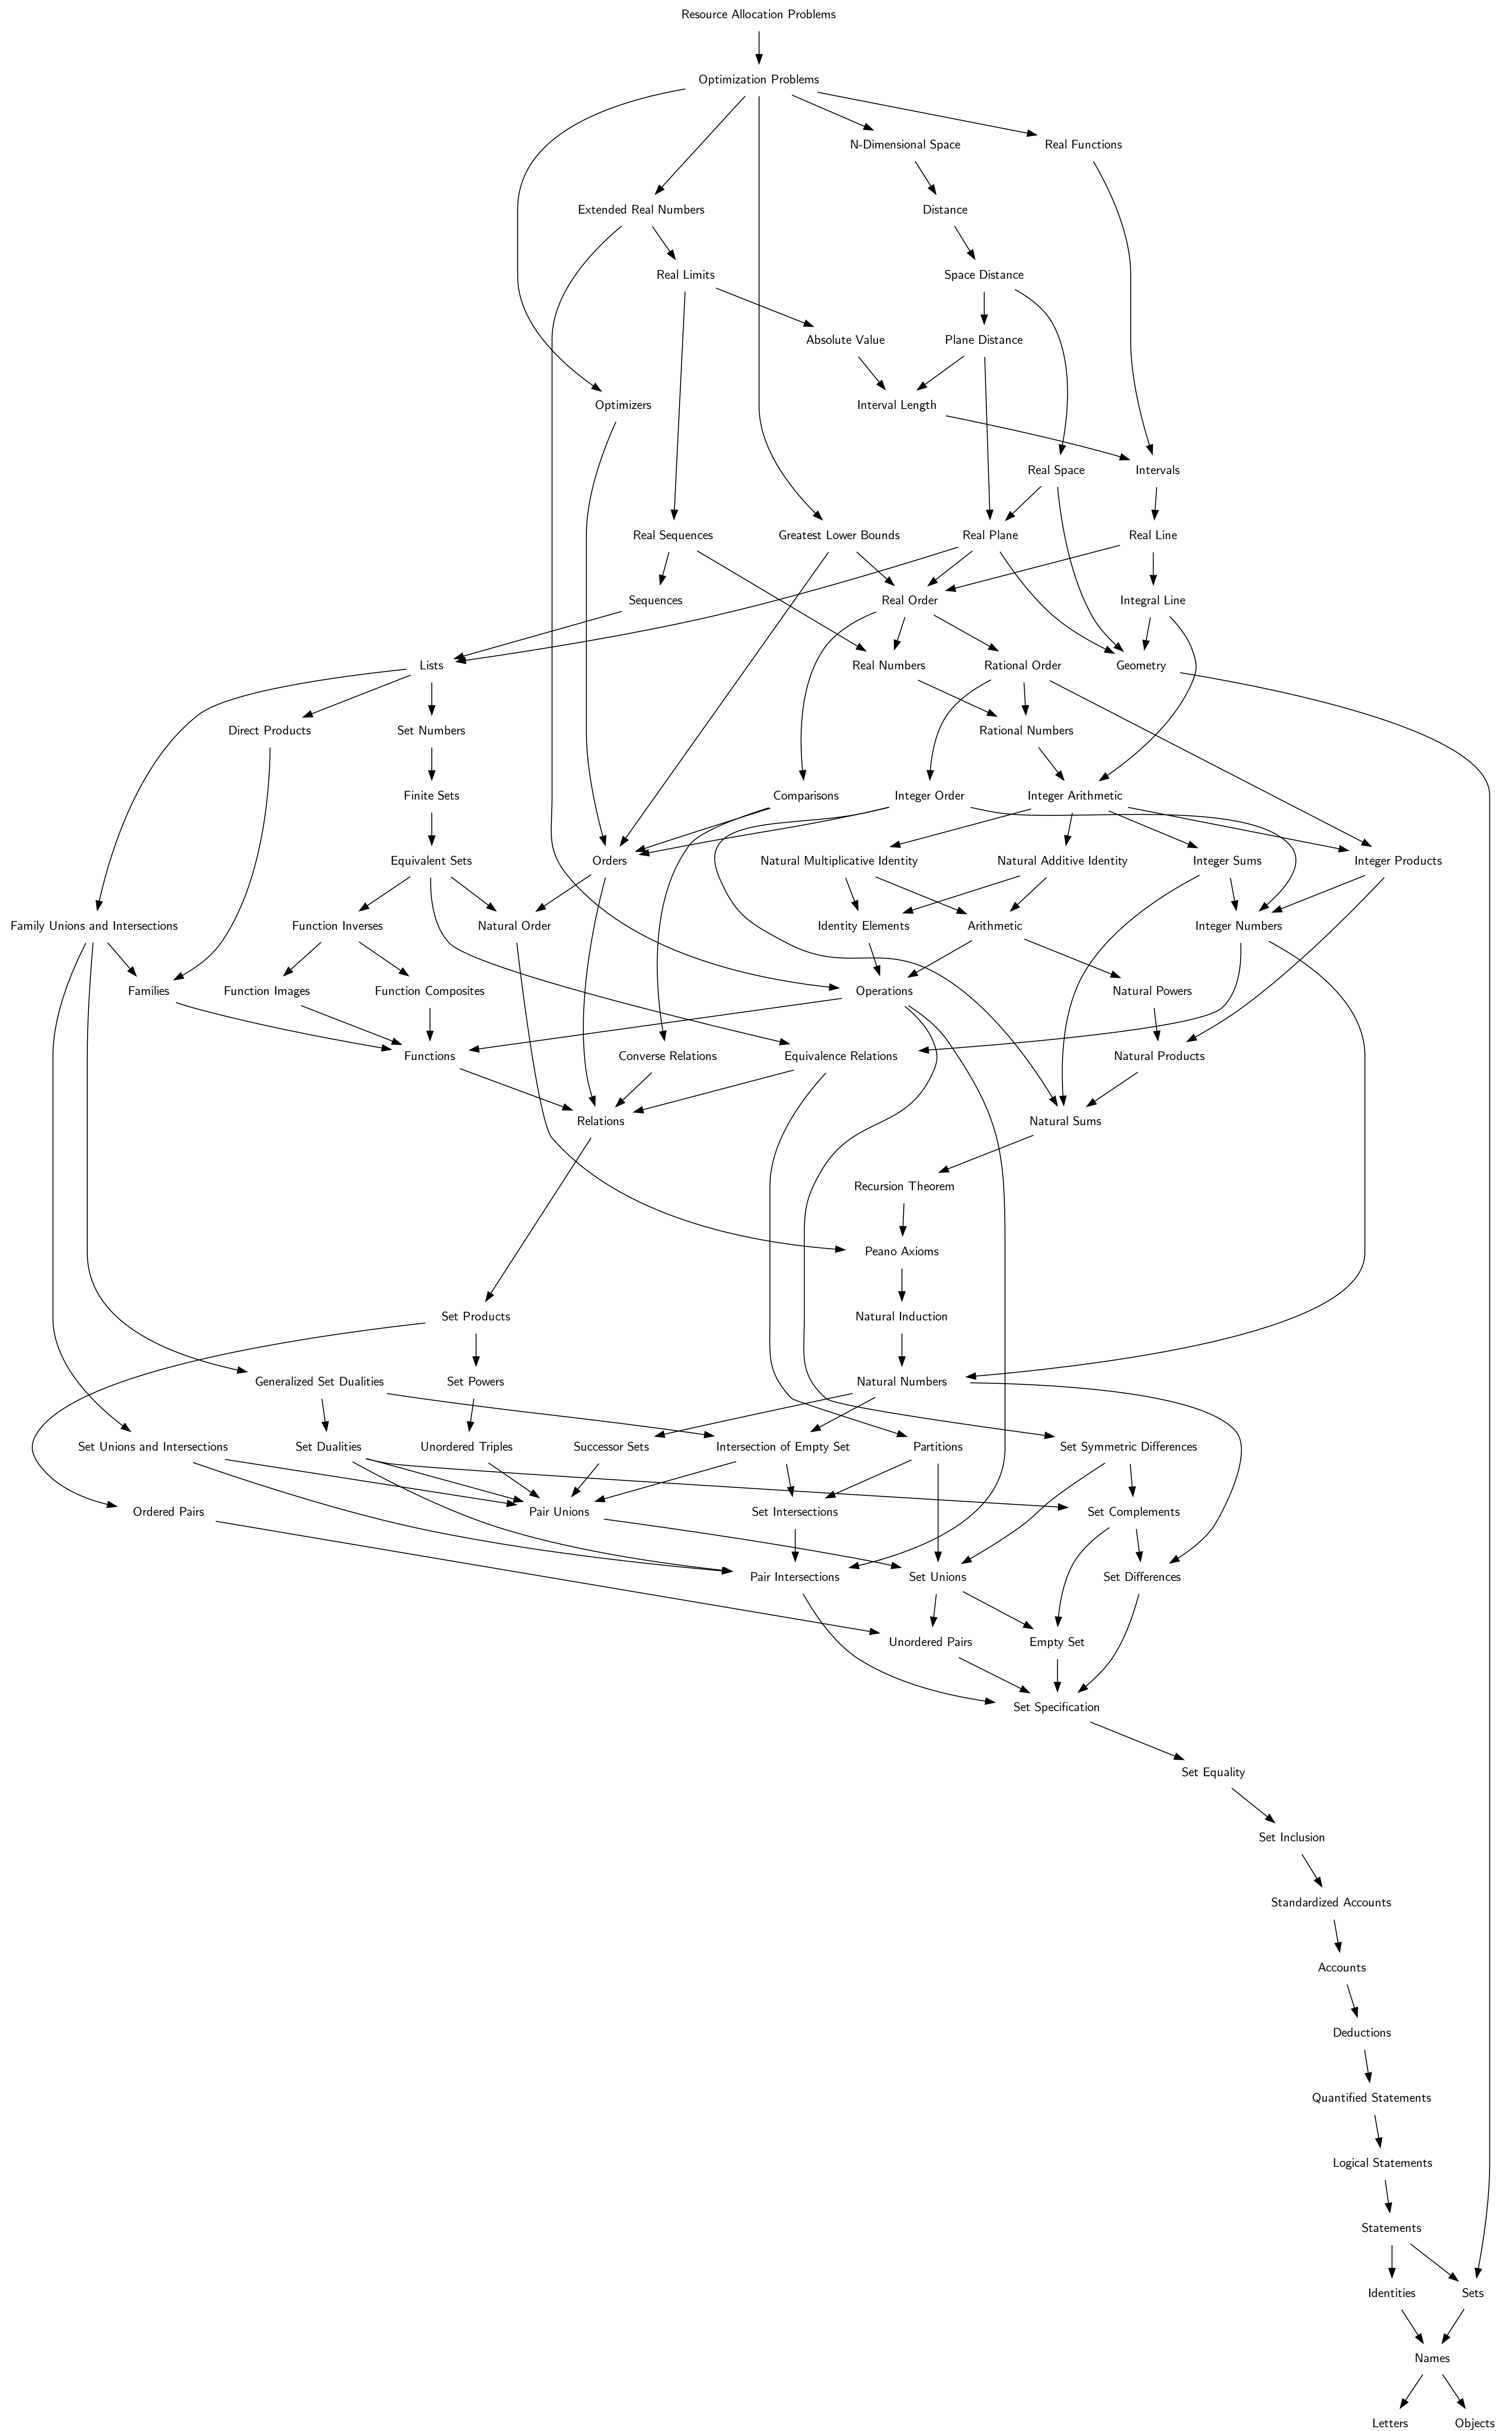 Resource Allocation Problems
Optimization Problems
N-Dimensional Space
Real Functions
Extended Real Numbers
Distance
Real Limits
Space Distance
Absolute Value
Plane Distance
Optimizers
Interval Length
Real Space
Intervals
Real Sequences
Greatest Lower Bounds
Real Plane
Real Line
Sequences
Real Order
Integral Line
Lists
Real Numbers
Rational Order
Geometry
Direct Products
Set Numbers
Rational Numbers
Finite Sets
Comparisons
Integer Order
Integer Arithmetic
Equivalent Sets
Orders
Natural Multiplicative Identity
Natural Additive Identity
Integer Sums
Integer Products
Family Unions and Intersections
Function Inverses
Natural Order
Identity Elements
Arithmetic
Integer Numbers
Families
Function Images
Function Composites
Operations
Natural Powers
Functions
Converse Relations
Equivalence Relations
Natural Products
Relations
Natural Sums
Recursion Theorem
Peano Axioms
Set Products
Natural Induction
Generalized Set Dualities
Set Powers
Natural Numbers
Set Unions and Intersections
Set Dualities
Unordered Triples
Successor Sets
Intersection of Empty Set
Partitions
Set Symmetric Differences
Ordered Pairs
Pair Unions
Set Intersections
Set Complements
Pair Intersections
Set Unions
Set Differences
Unordered Pairs
Empty Set
Set Specification
Set Equality
Set Inclusion
Standardized Accounts
Accounts
Deductions
Quantified Statements
Logical Statements
Statements
Identities
Sets
Names
Letters
Objects